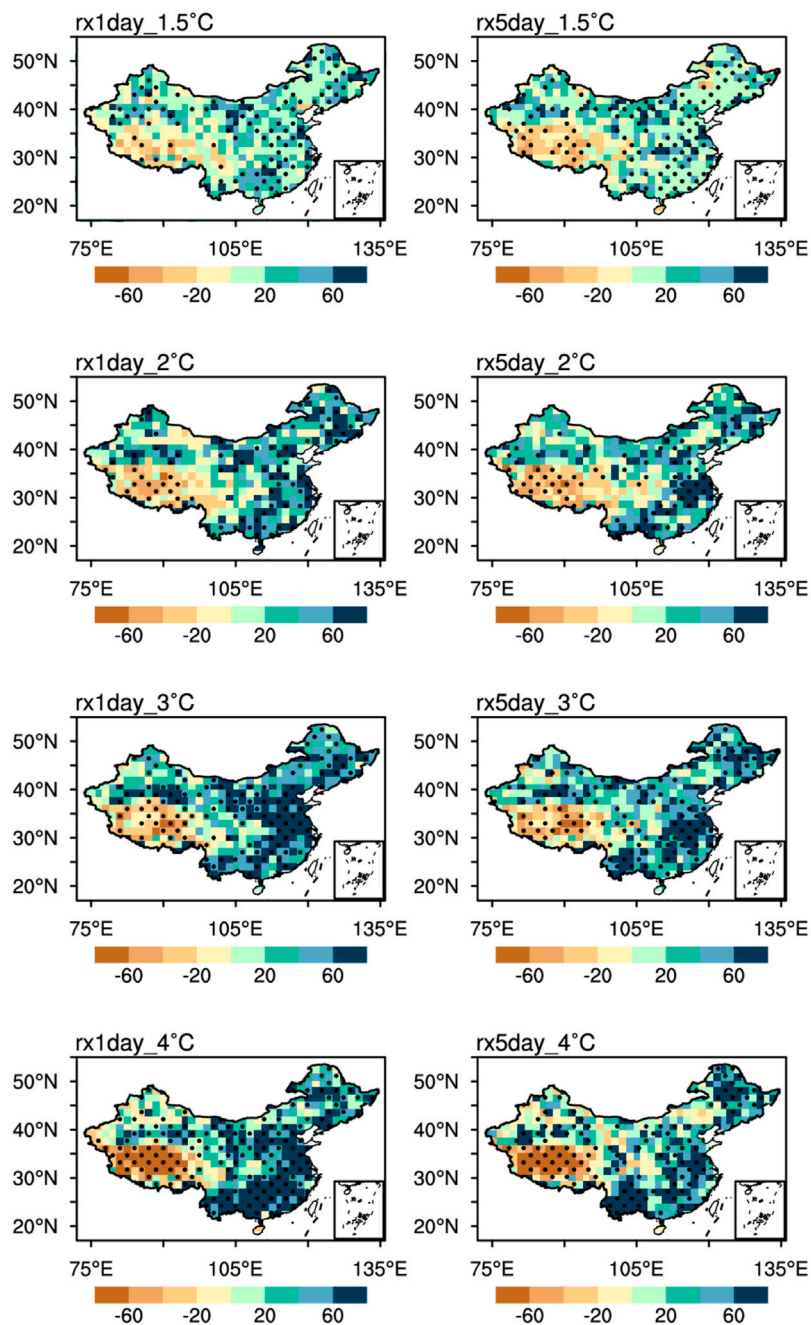 rx1day_1.5°C rx5day_1.5°C
50°N 50°N
40°N 40°N
30°N 30°N
20°N 20°N
75°E 105°E 135°E 75°E 105°E 135°E
-60 -20 20 60 -60 -20 20 60
rx1day_2°C rx5day_2°C
50°N 50°N
40°N 40°N
30°N 30°N
20°N 20°N
75°E 105°E 135°E 75°E 105°E 135°E
-60 -20 20 60 -60 -20 20 60
rx1day_3°C rx5day_3°C
50°N 50°N
40°N 40°N
30°N 30°N
20°N 20°N
75°E 105°E 135°E 75°E 105°E 135°E
-60 -20 20 60 -60 -20 20 60
rx1day_4°C rx5day_4°C
50°N 50°N
40°N 40°N
30°N 30°N
20°N 20°N
75°E 105°E 135°E 75°E 105°E 135°E
-60 -20 20 60 -60 -20 20 60